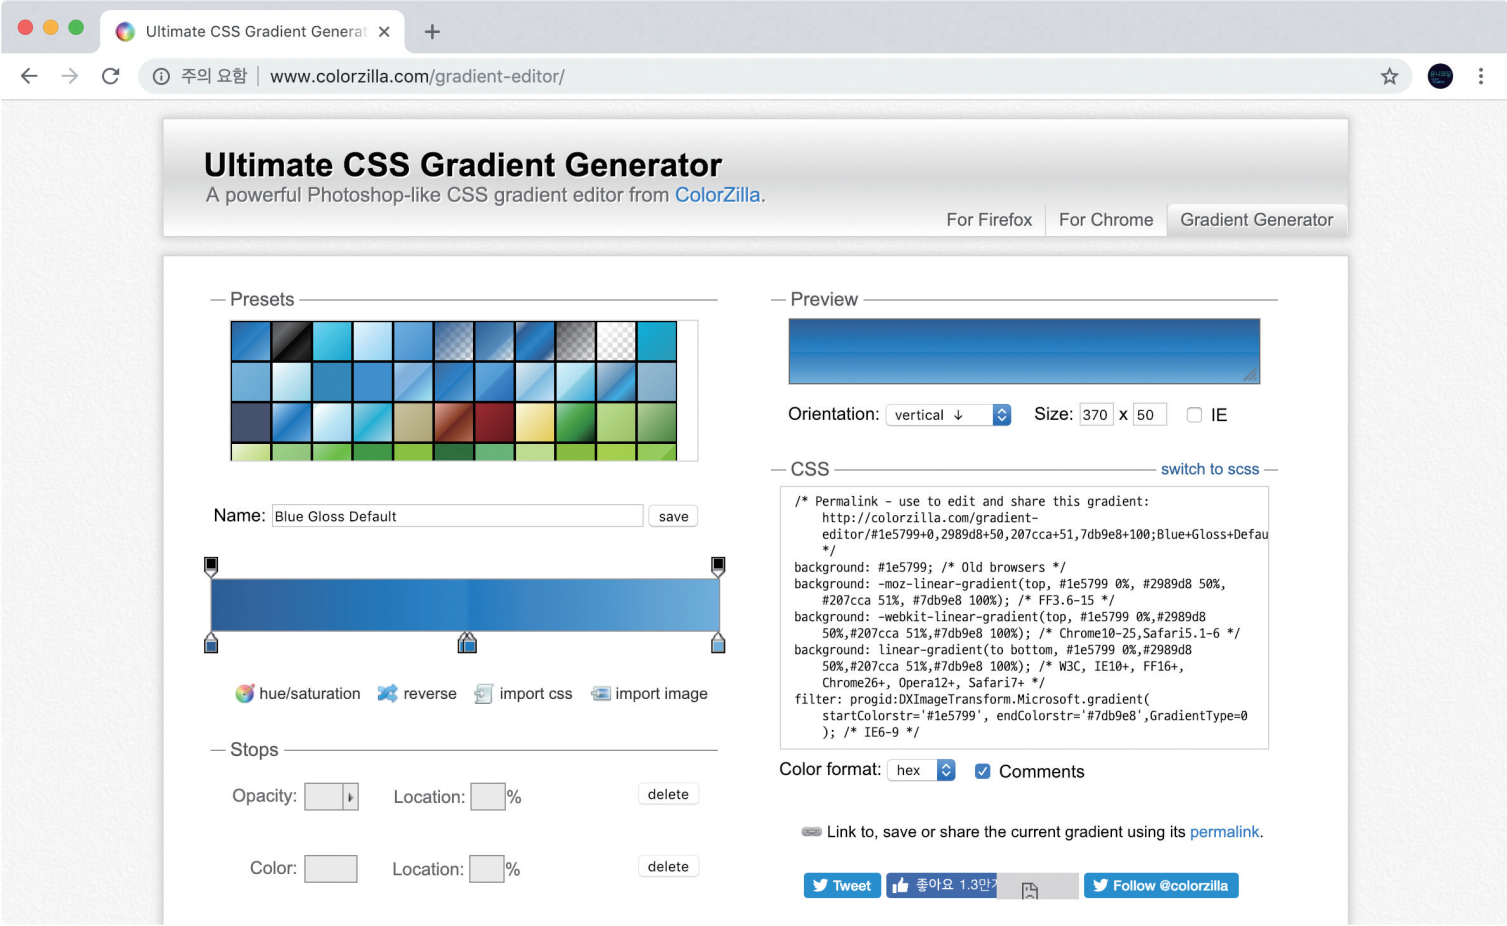 Ultimate CSS Gradient Generat
주의 요함 www.colorzilla.com/gradient-editor/
Ultimate CSS Gradient Generator
A powerful Photoshop-like CSS gradient editor from ColorZilla.
For Firefox For Chrome Gradient Generator
Presets
Name: Blue Gloss Default save
hue/saturation reverse import css import image
Stops
Opacity: Location: % delete
Color: Location: % delete
Preview
Orientation: vertical ↓ Size: 370 x 50 IE
CSS switch to scss
/* Permalink - use to edit and share this gradient:
http://colorzilla.com/gradient-
editor/#1e5799+0,2989d8+50,207cca+51,7db9e8+100;Blue+Gloss+Defau
*/
background: #1e5799; /* Old browsers */
background: -moz-linear-gradient(top, #1e5799 0%, #2989d8 50%,
#207cca 51%, #7db9e8 100%); /* FF3.6-15 */
background: -webkit-linear-gradient(top, #1e5799 0%,#2989d8
50%,#207cca 51%,#7db9e8 100%); /* Chrome10-25,Safari5.1-6 */
background: linear-gradient(to bottom, #1e5799 0%,#2989d8
50%,#207cca 51%,#7db9e8 100%); /* W3C, IE10+, FF16+,
Chrome26+, Opera12+, Safari7+ */
filter: progid:DXImageTransform.Microsoft.gradient(
startColorstr='#1e5799', endColorstr='#7db9e8',GradientType=0
); /* IE6-9 */
Color format: hex Comments
Link to, save or share the current gradient using its permalink.
Tweet 좋아요 1.3만 Follow @colorzilla